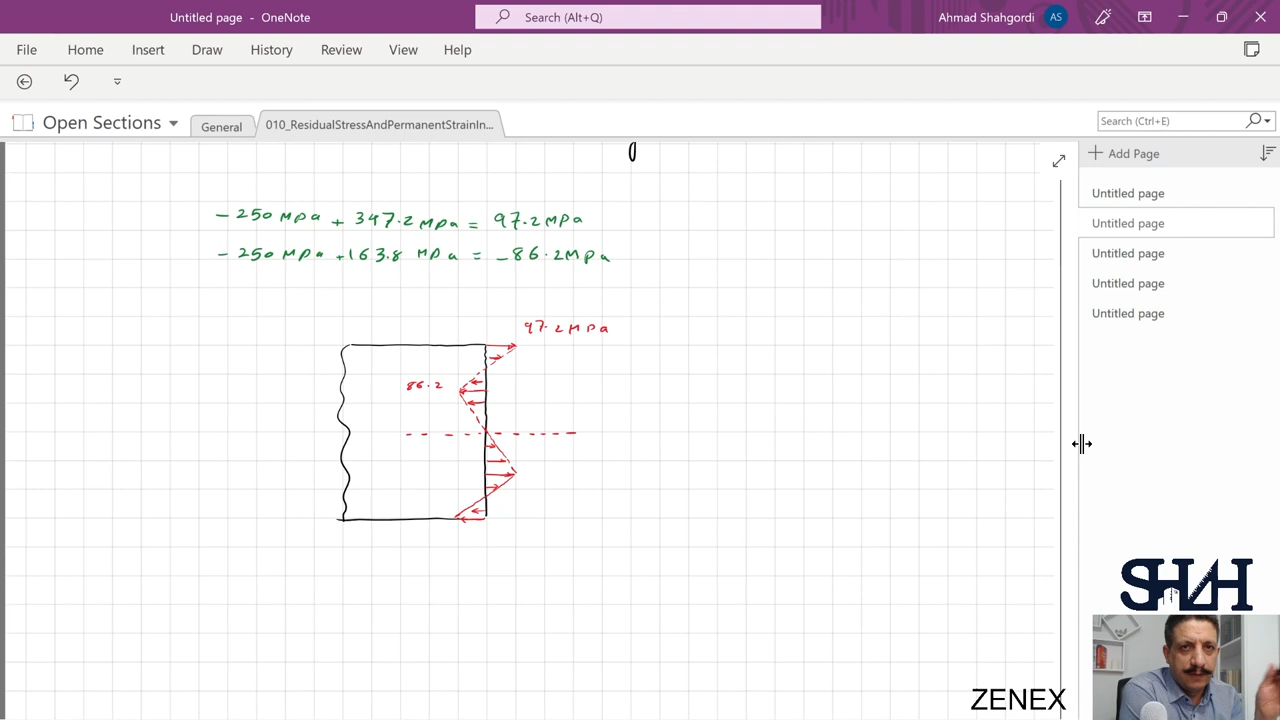 Untitled page - OneNote
Search (Alt+Q)
Ahmad Shahgordi
AS
File Home Insert Draw History Review View Help
Open Sections
General
010_ResidualStressAndPermanentStrainIn...
Search (Ctrl+E)
Add Page
Untitled page
Untitled page
Untitled page
Untitled page
Untitled page
-250 MPa + 347.2 MPa = 97.2 MPa
-250 MPa +163.8 MPa = -86.2 MPa
97.2 MPa
86.2
SHZH
ZENEX